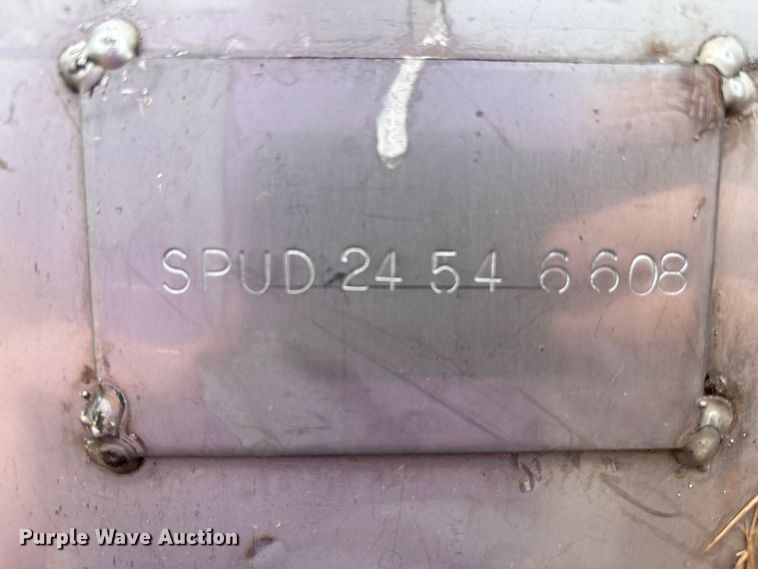 SPUD 24 54 6 608
Purple Wave Auction